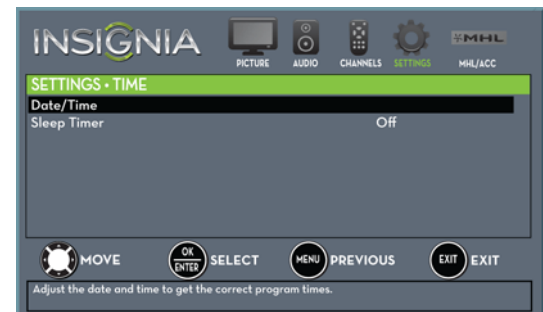 INSIGNIA
PICTURE AUDIO CHANNELS SETTINGS MHL MHL/ACC
SETTINGS • TIME
Date/Time
Sleep Timer Off
MOVE OK ENTER SELECT MENU PREVIOUS EXIT EXIT
Adjust the date and time to get the correct program times.